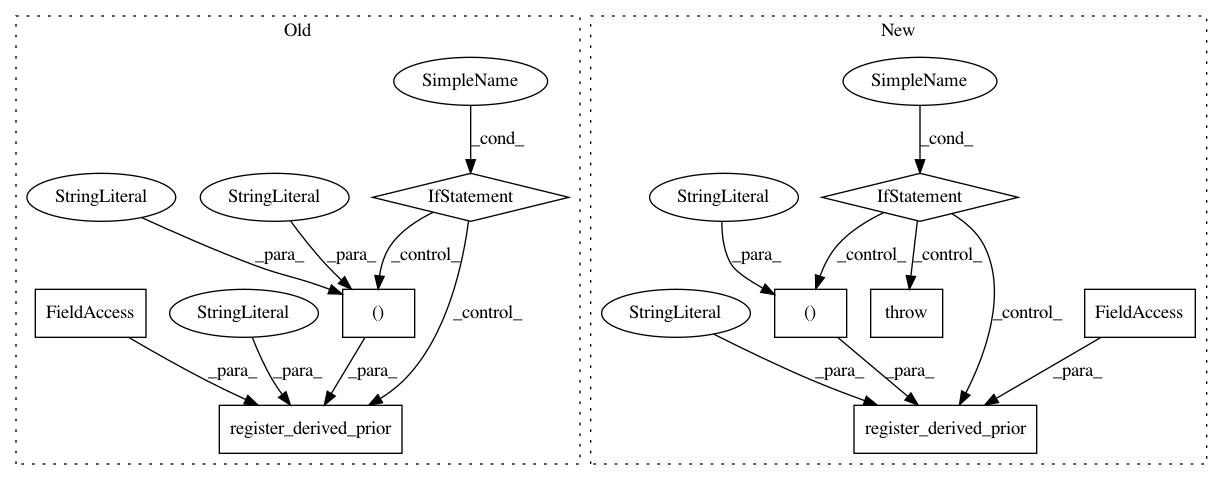 Old
New
SimpleName
SimpleName
_cond_
_cond_
StringLiteral
StringLiteral
IfStatement
StringLiteral
IfStatement
_para_
_para_
_control_
_para_
_control_
_control_
FieldAccess
StringLiteral
()
_control_
StringLiteral
()
throw
_control_
FieldAccess
_para_
_para_
_para_
_para_
_para_
_para_
register_derived_prior
register_derived_prior